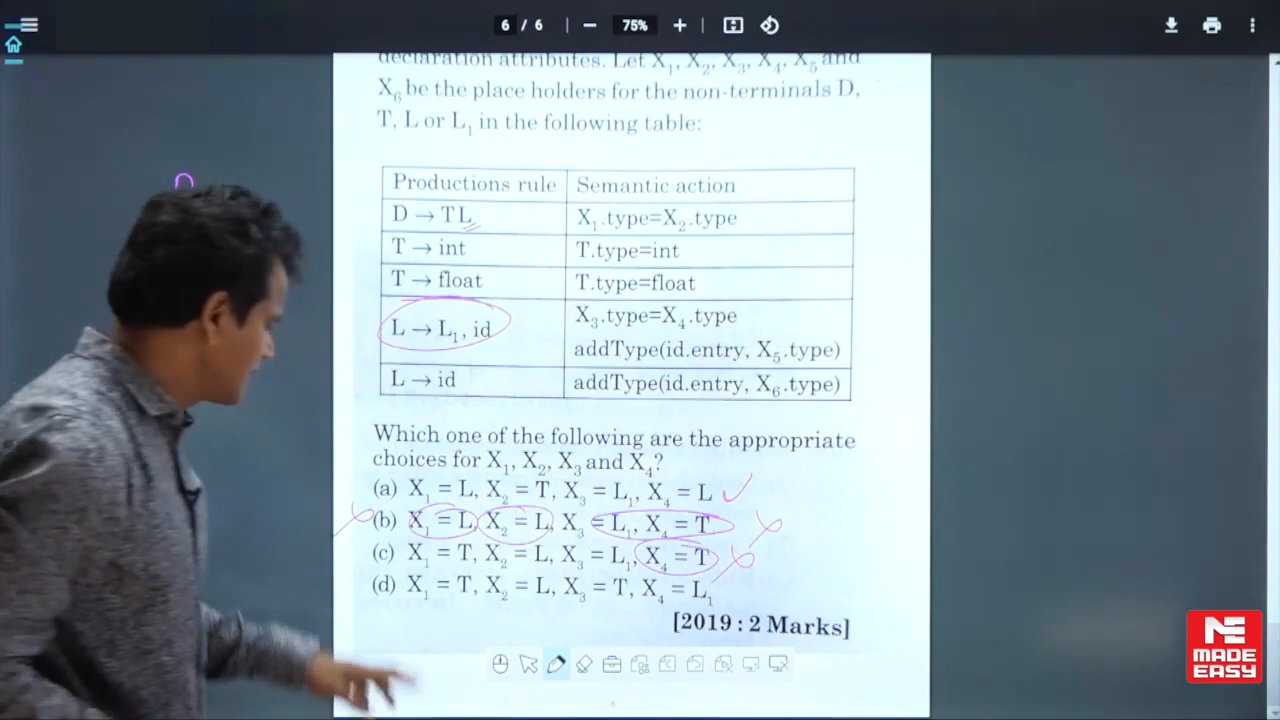 6 / 6
75%
declaration attributes. Let X₁, X₂, X₃, X₄, X₅ and
X₆ be the place holders for the non-terminals D,
T, L or L₁ in the following table:
Productions rule Semantic action
D → TL X₁.type=X₂.type
T → int T.type=int
T → float T.type=float
L → L₁, id X₃.type=X₄.type
addType(id.entry, X₅.type)
L → id addType(id.entry, X₆.type)
Which one of the following are the appropriate
choices for X₁, X₂, X₃ and X₄?
(a) X₁ = L, X₂ = T, X₃ = L₁, X₄ = L
(b) X₁ = L, X₂ = L, X₃ = L₁, X₄ = T
(c) X₁ = T, X₂ = L, X₃ = L₁, X₄ = T
(d) X₁ = T, X₂ = L, X₃ = T, X₄ = L₁
[2019 : 2 Marks]
ME
MADE
EASY